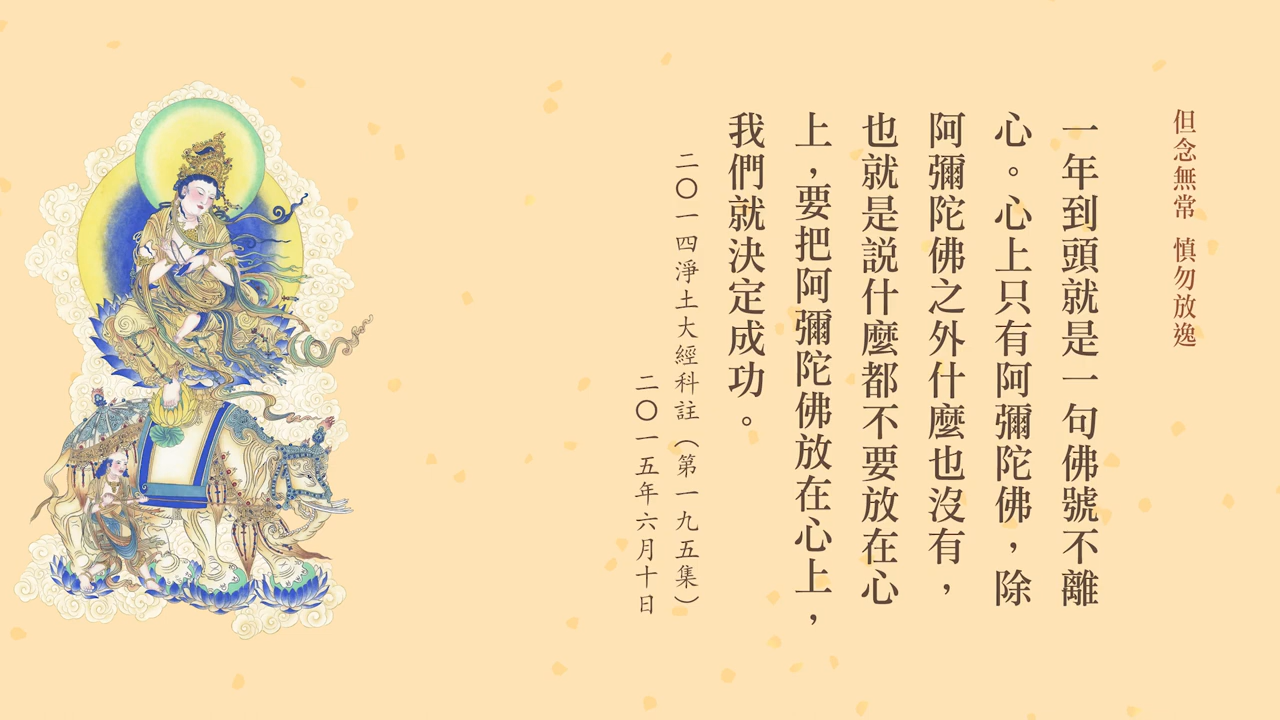 但念無常 慎勿放逸
一年到頭就是一句佛號不離
心。心上只有阿彌陀佛，除
阿彌陀佛之外什麼也沒有，
也就是説什麼都不要放在心
上，要把阿彌陀佛放在心上，
我們就決定成功。
二〇一四淨土大經科註（第一九五集）
二〇一五年六月十日